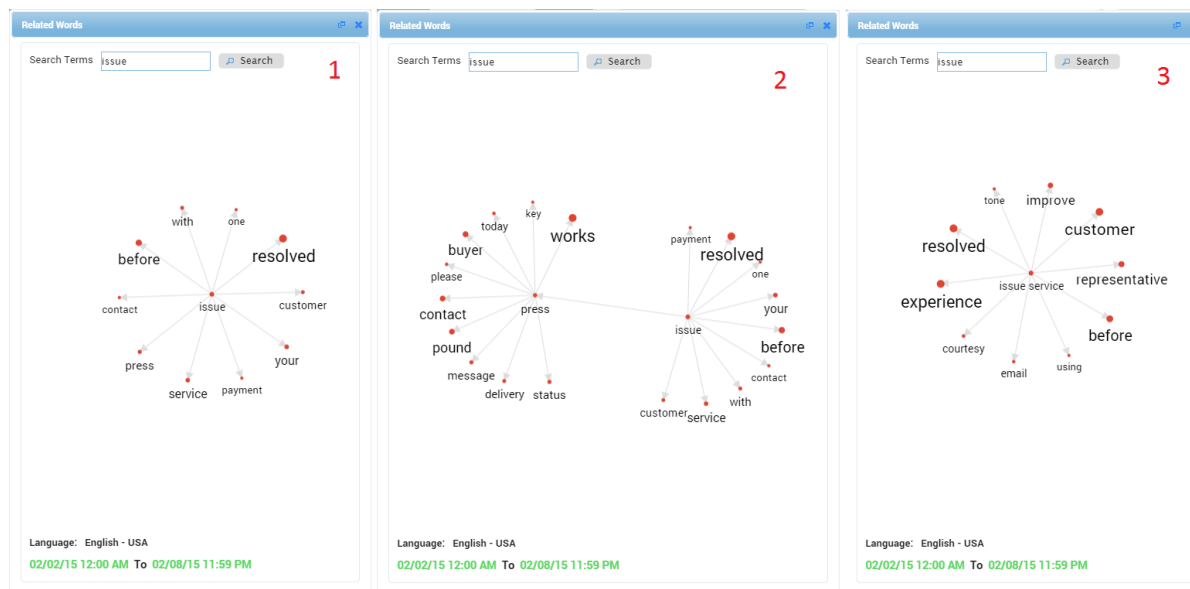 Related Words
Search Terms issue Search
1
with
one
before
resolved
contact
issue
customer
press
your
service
payment
Language: English - USA
02/02/15 12:00 AM To 02/08/15 11:59 PM
Related Words
Search Terms issue Search
2
key
today
works
buyer
please
contact
press
pound
message
delivery
status
payment
resolved
one
your
issue
before
contact
with
customer
service
Language: English - USA
02/02/15 12:00 AM To 02/08/15 11:59 PM
Related Words
Search Terms issue Search
3
tone
improve
customer
resolved
representative
issue service
experience
before
courtesy
using
email
Language: English - USA
02/02/15 12:00 AM To 02/08/15 11:59 PM